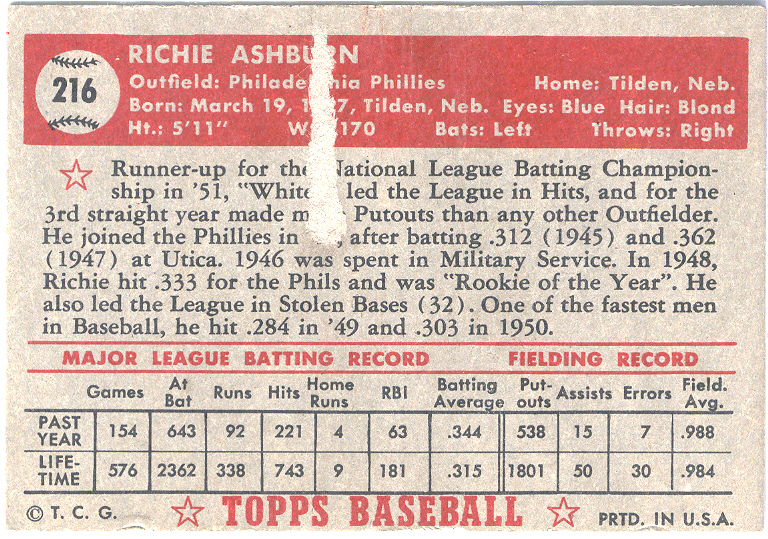 216
RICHIE ASHBURN
Outfield: Philadelphia Phillies Home: Tilden, Neb.
Born: March 19, Tilden, Neb. Eyes: Blue Hair: Blond
Ht.: 5'11" 170 Bats: Left Throws: Right
Runner-up for the National League Batting Champion-
ship in '51, "White led the League in Hits, and for the
3rd straight year made Putouts than any other Outfielder.
He joined the Phillies in after batting .312 (1945) and .362
(1947) at Utica. 1946 was spent in Military Service. In 1948,
Richie hit .333 for the Phils and was "Rookie of the Year". He
also led the League in Stolen Bases (32). One of the fastest men
in Baseball, he hit .284 in '49 and .303 in 1950.
MAJOR LEAGUE BATTING RECORD FIELDING RECORD
Games At Bat Runs Hits Home Runs RBI Batting Average Put-outs Assists Errors Field. Avg.
PAST YEAR 154 643 92 221 4 63 .344 538 15 7 .988
LIFE-TIME 576 2362 338 743 9 181 .315 1801 50 30 .984
© T. C. G. TOPPS BASEBALL PRTD. IN U.S.A.